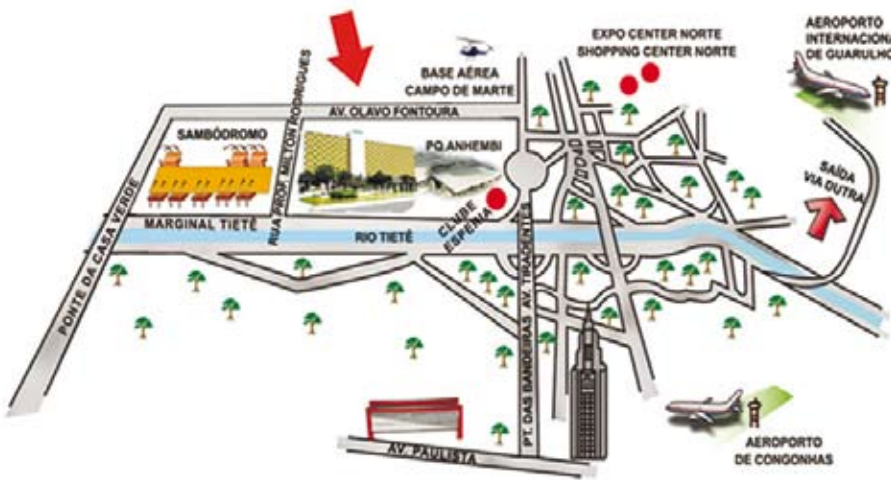 EXPO CENTER NORTE
SHOPPING CENTER NORTE
AEROPORTO
INTERNACIONA
DE GUARULHO
BASE AÉREA
CAMPO DE MARTE
AV. OLAVO FONTOURA
RUA PROF. MILTON RODRIGUES
SAMBÓDROMO
PQ ANHEMBI
SAÍDA
VIA DUTRA
PONTE DA CASA VERDE
MARGINAL TIETÊ
RIO TIETÊ
CLUBE
ESPERIA
AV. TIRADENTES
PT. DAS BANDEIRAS
AV. PAULISTA
AEROPORTO
DE CONGONHAS